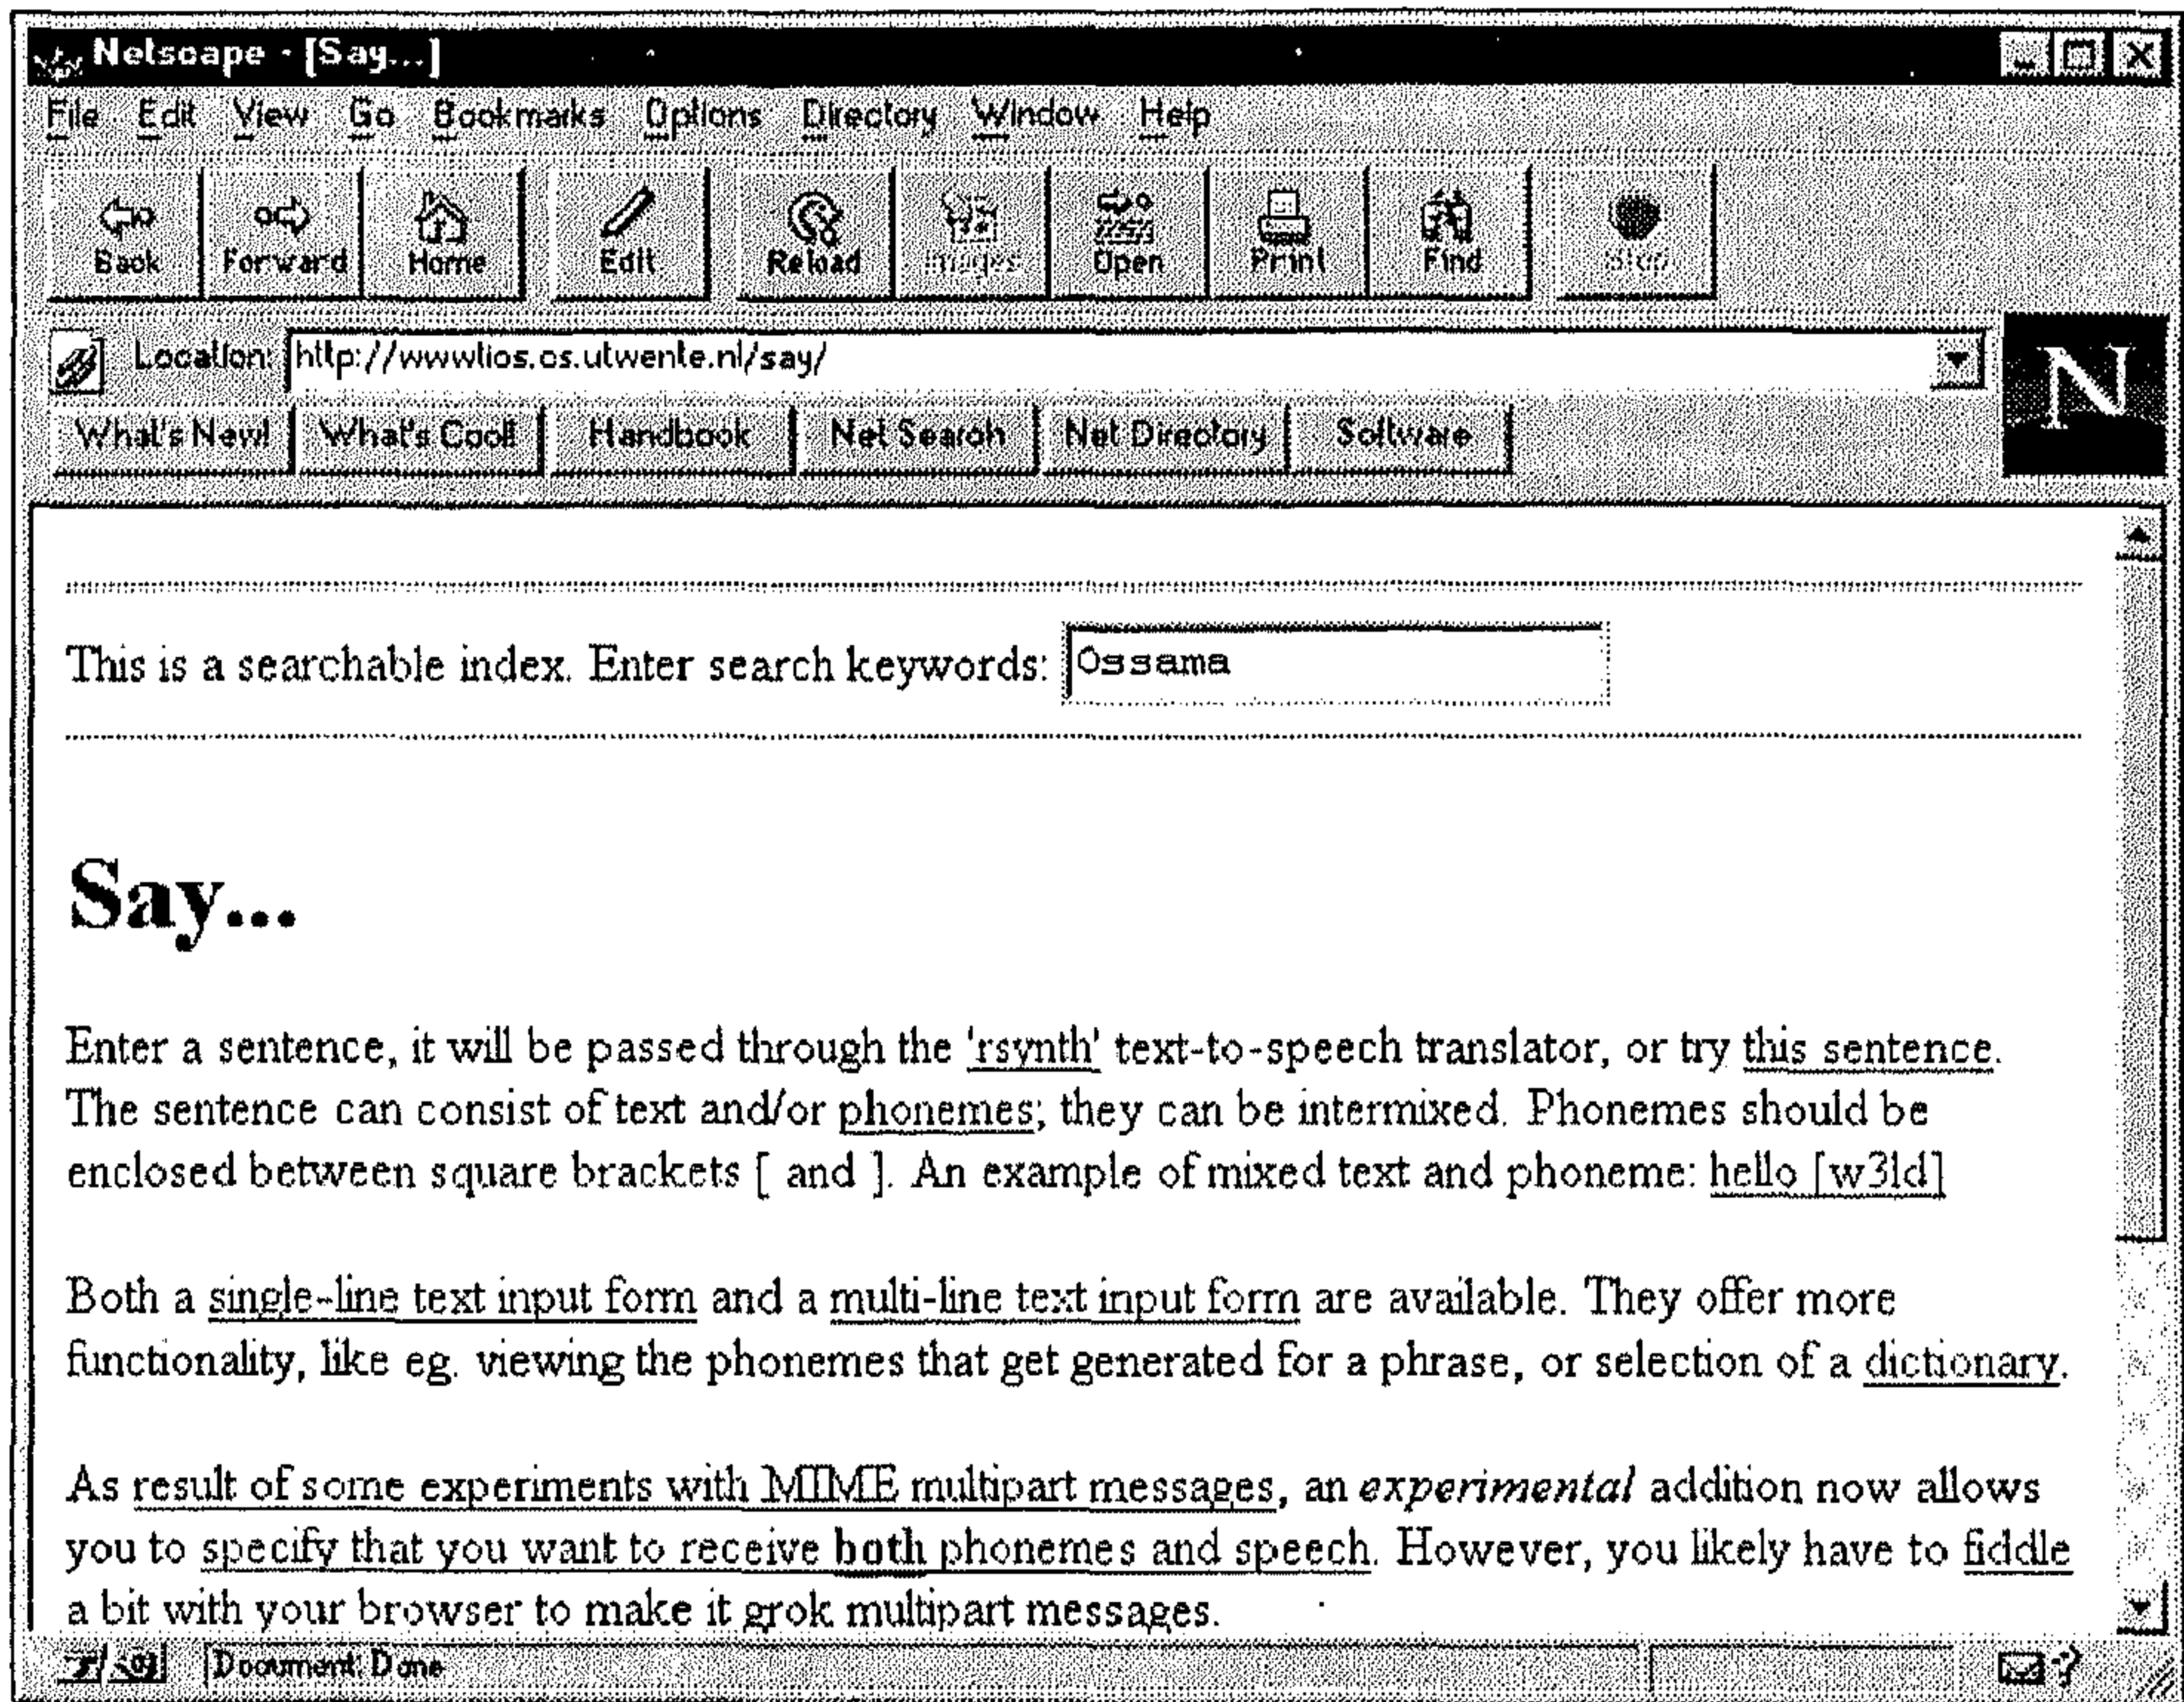 Netscape - [Say...]
File Edit View Go Bookmarks Options Directory Window Help
Back Forward Home Edit Reload Images Open Print Find Stop
Location: http://wwwtios.cs.utwente.nl/say/
N
What's New! What's Cool! Handbook Net Search Net Directory Software
This is a searchable index. Enter search keywords: Ossama
Say...
Enter a sentence, it will be passed through the 'rsynth' text-to-speech translator, or try this sentence.
The sentence can consist of text and/or phonemes; they can be intermixed. Phonemes should be
enclosed between square brackets [ and ]. An example of mixed text and phoneme: hello [w3ld]
Both a single-line text input form and a multi-line text input form are available. They offer more
functionality, like eg. viewing the phonemes that get generated for a phrase, or selection of a dictionary.
As result of some experiments with MIME multipart messages, an experimental addition now allows
you to specify that you want to receive both phonemes and speech. However, you likely have to fiddle
a bit with your browser to make it grok multipart messages.
Document: Done